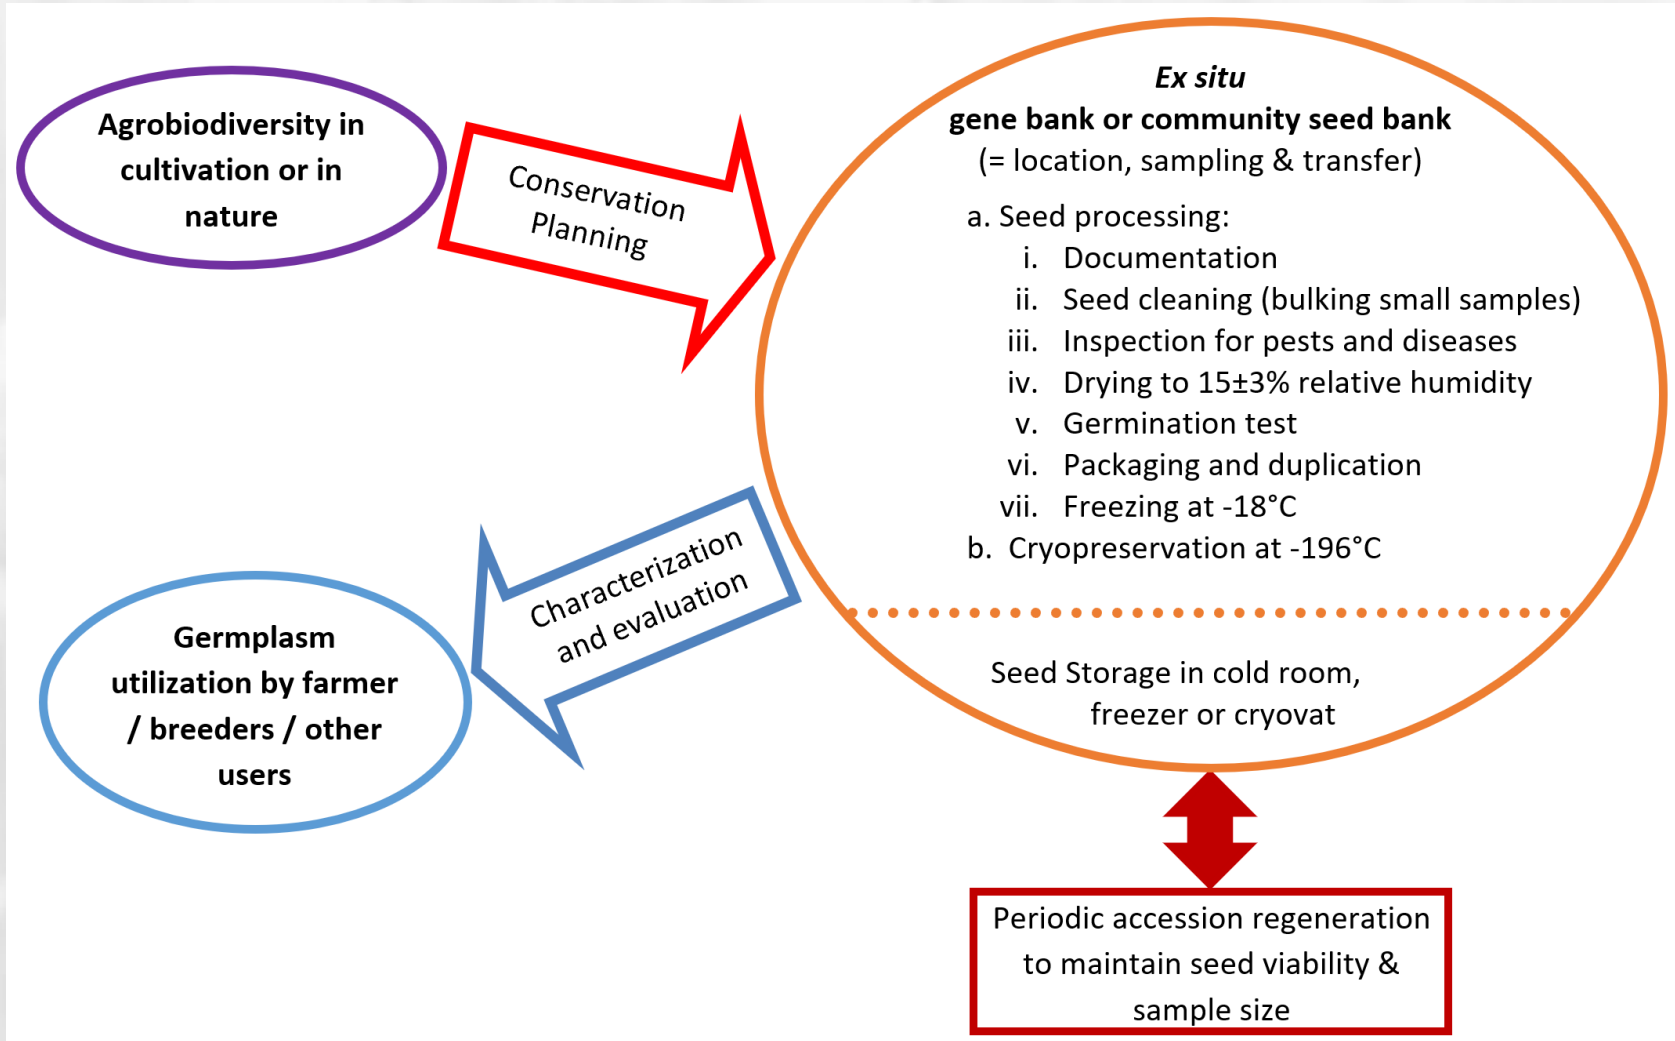 Agrobiodiversity in
cultivation or in
nature
Conservation
Planning
Ex situ
gene bank or community seed bank
(= location, sampling & transfer)
a. Seed processing:
i. Documentation
ii. Seed cleaning (bulking small samples)
iii. Inspection for pests and diseases
iv. Drying to 15±3% relative humidity
v. Germination test
vi. Packaging and duplication
vii. Freezing at -18°C
b. Cryopreservation at -196°C
Seed Storage in cold room,
freezer or cryovat
Characterization
and evaluation
Germplasm
utilization by farmer
/ breeders / other
users
Periodic accession regeneration
to maintain seed viability &
sample size